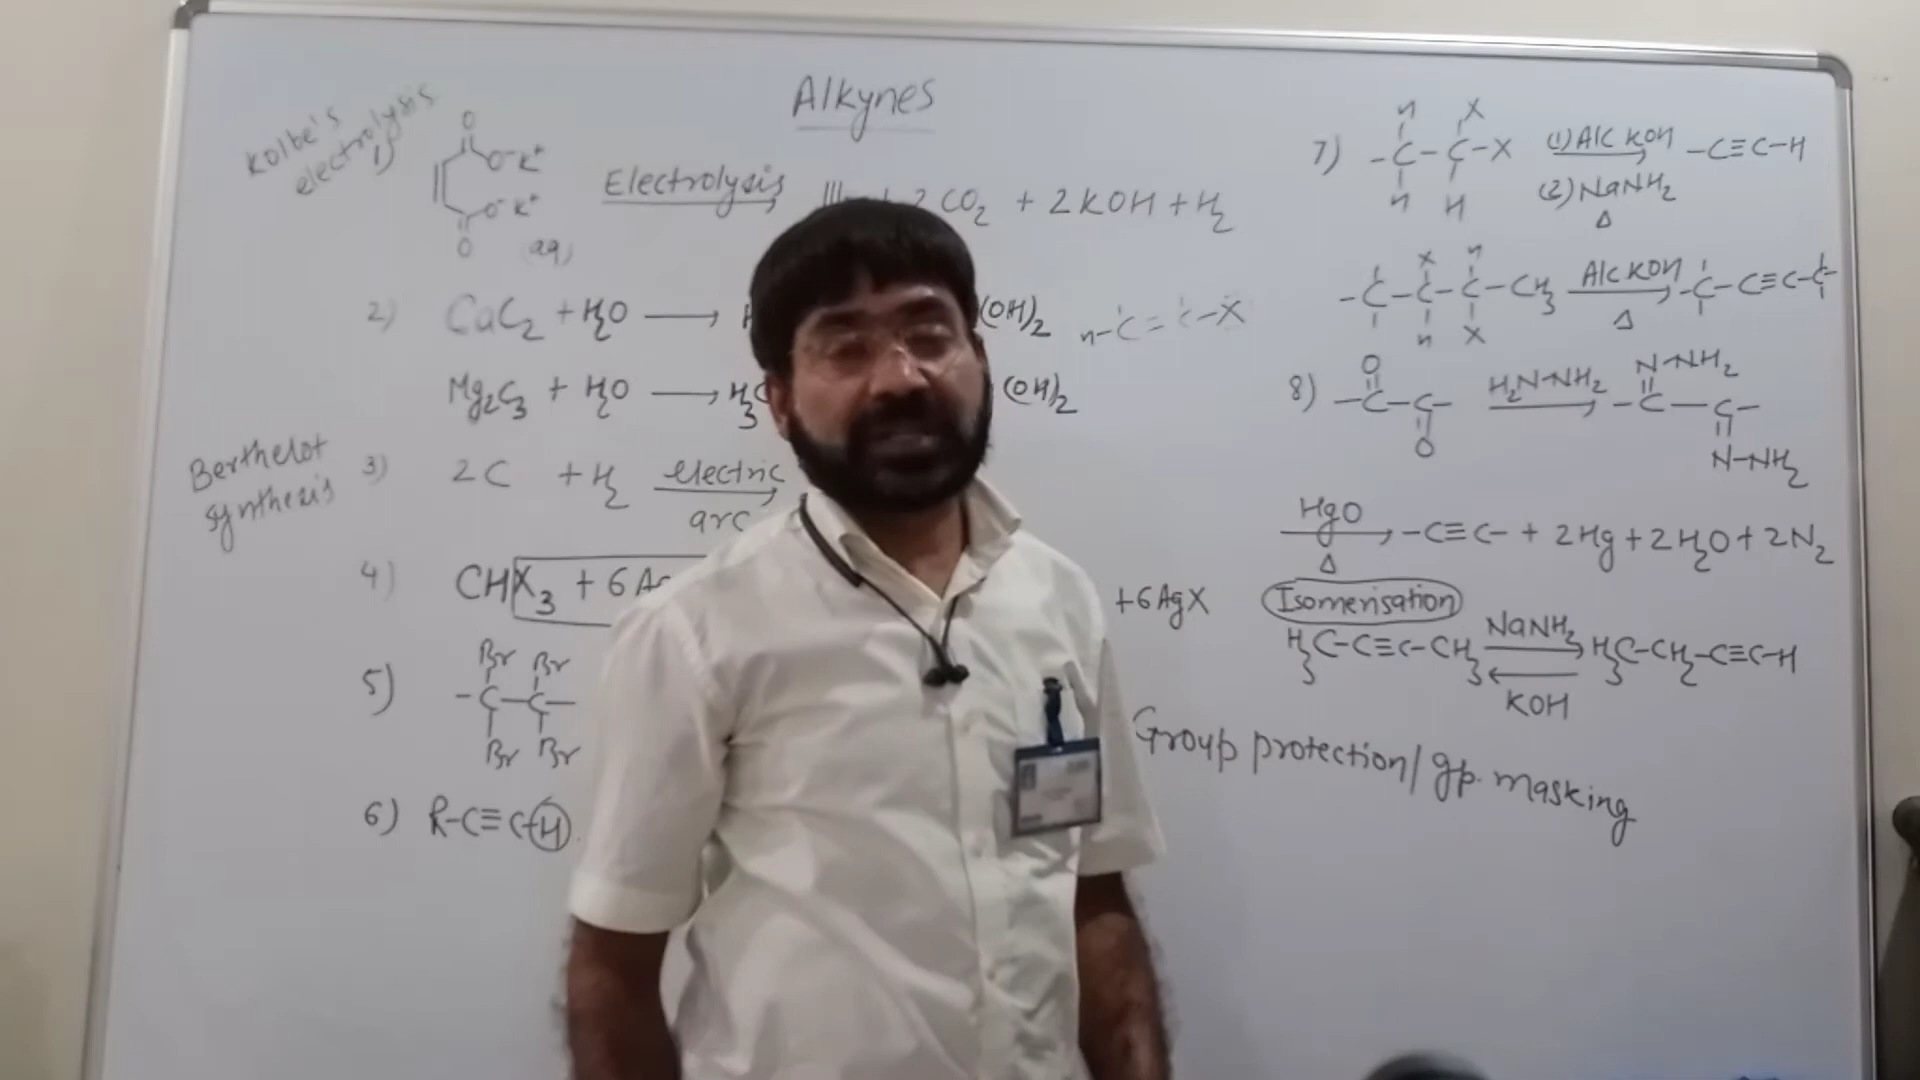 Alkynes
Kolbe's
electrolysis
1)
O
O⁻K⁺
O⁻K⁺
O
(aq)
Electrolysis
2CO₂ + 2KOH + H₂
2) CaC₂ + H₂O ⟶ H (OH)₂
H-C=C-X
Mg₂C₃ + H₂O ⟶ H₃C (OH)₂
Berthelot
synthesis
3) 2C + H₂ electric
arc
4) CHX₃ + 6Ag +6AgX
5) Br Br
-C-C-
Br Br
6) R-C≡C-H
7) H X
-C-C-X (1) Alc KOH -C≡C-H
H H (2) NaNH₂
Δ
X H
-C-C-C-CH₃ Alc KOH -C-C≡C-C-
H X Δ
8) O N-NH₂
-C-C- H₂N-NH₂ -C-C-
O N-NH₂
HgO
Δ
-C≡C- + 2Hg + 2H₂O + 2N₂
Isomerisation
H₃C-C≡C-CH₃ NaNH₂ H₃C-CH₂-C≡C-H
KOH
Group protection/gp. masking